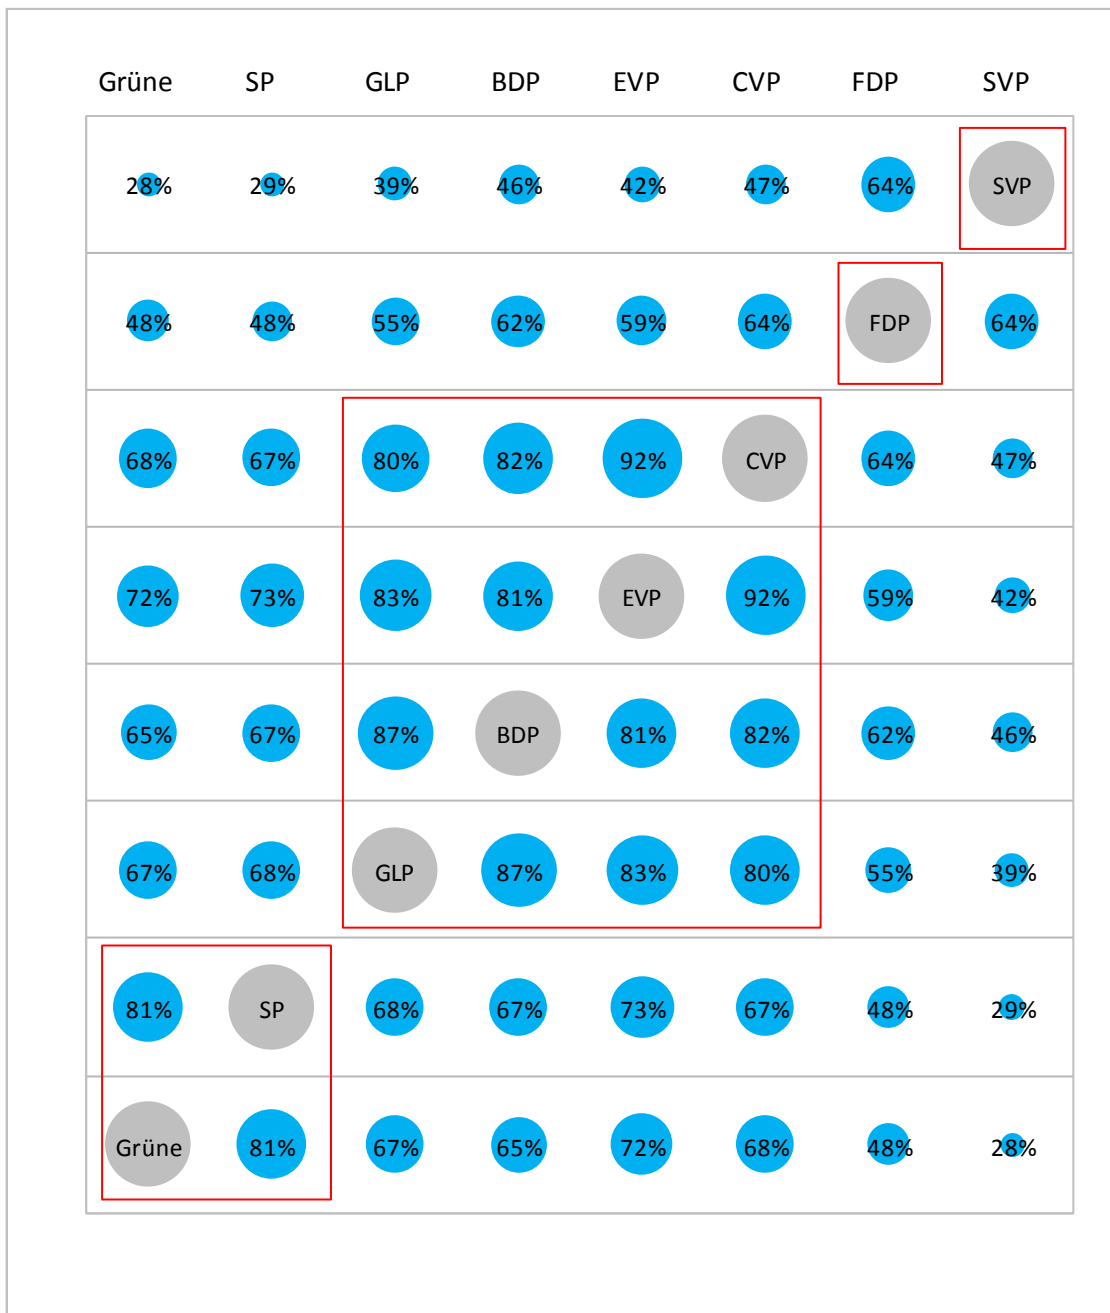 Grüne SP GLP BDP EVP CVP FDP SVP
28% 29% 39% 46% 42% 47% 64% SVP
48% 48% 55% 62% 59% 64% FDP 64%
68% 67% 80% 82% 92% CVP 64% 47%
72% 73% 83% 81% EVP 92% 59% 42%
65% 67% 87% BDP 81% 82% 62% 46%
67% 68% GLP 87% 83% 80% 55% 39%
81% SP 68% 67% 73% 67% 48% 29%
Grüne 81% 67% 65% 72% 68% 48% 28%